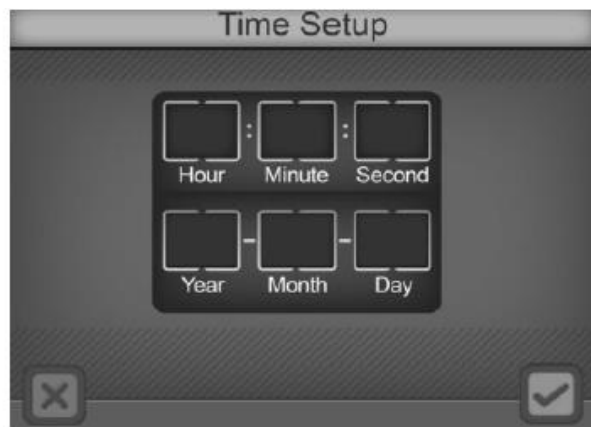 Time Setup
: :
Hour Minute Second
- -
Year Month Day